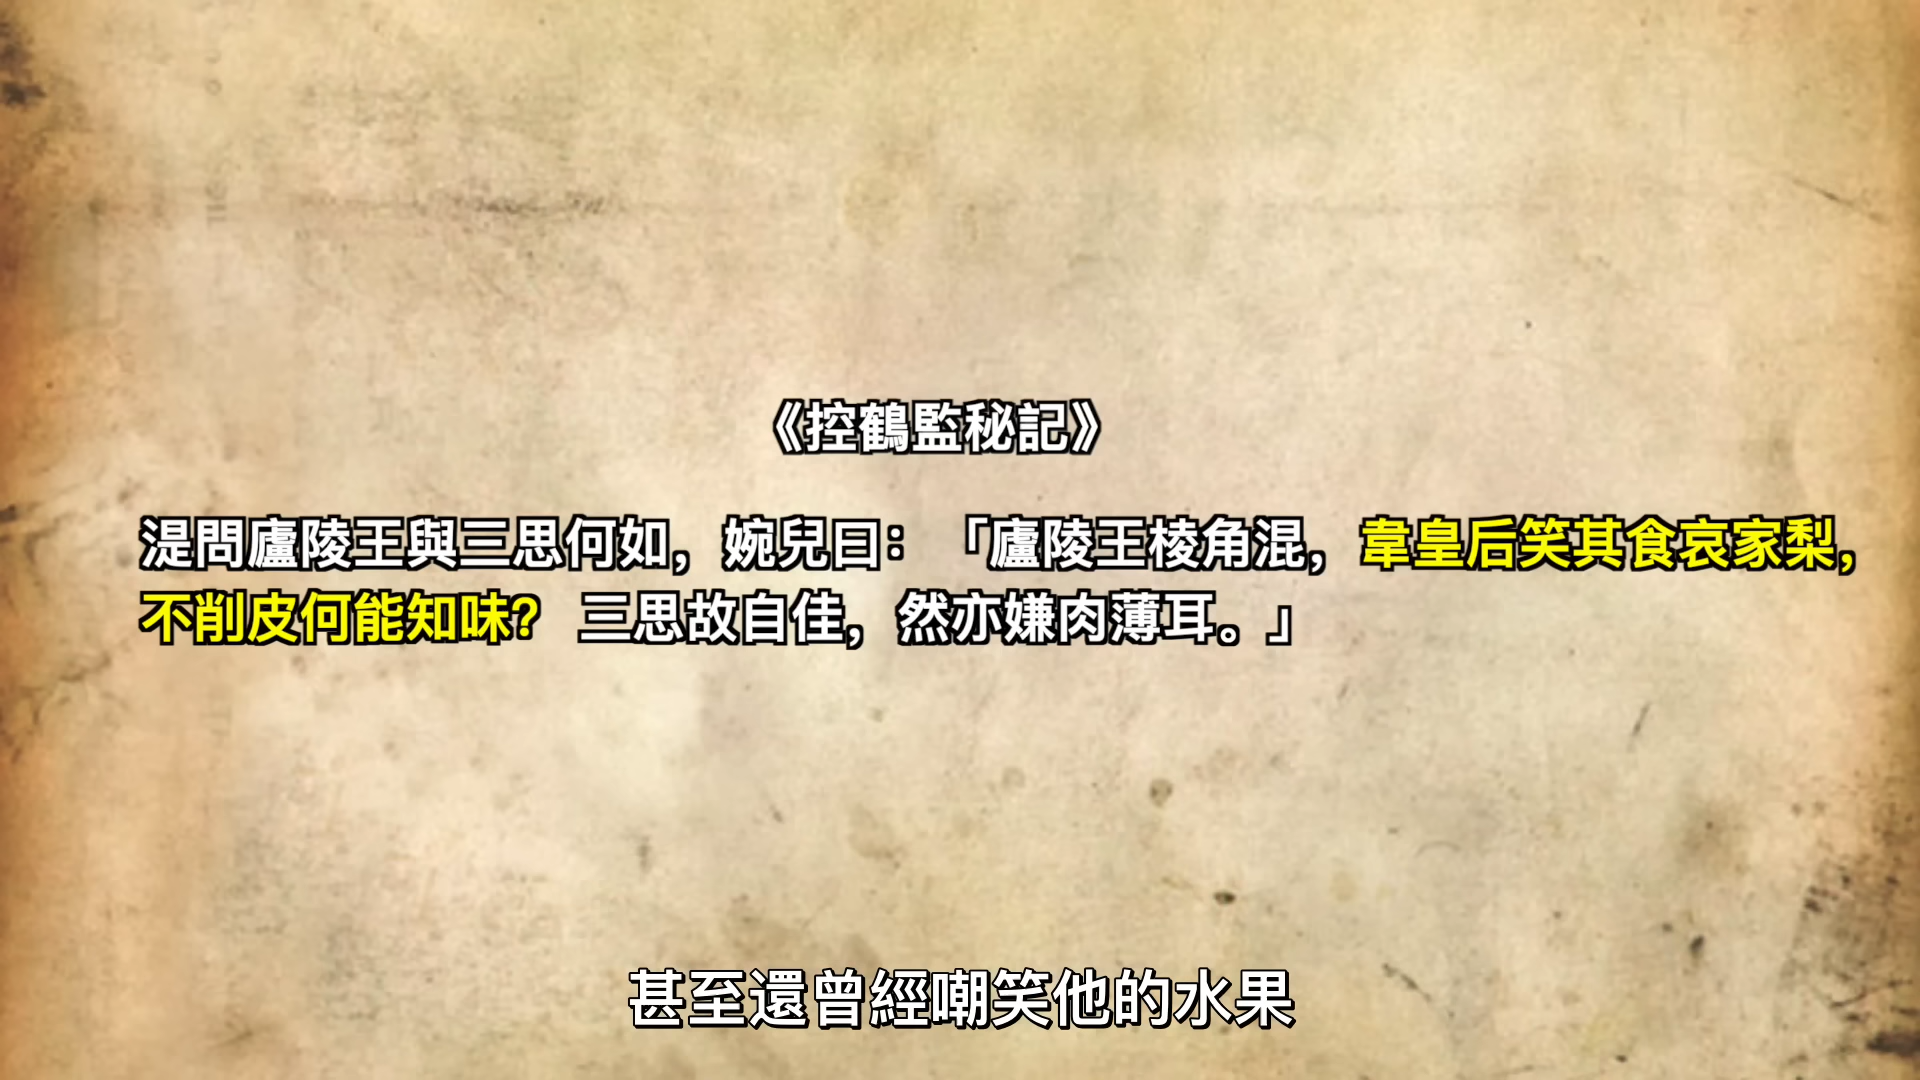 《控鶴監秘記》
湜問廬陵王與三思何如，婉兒曰：「廬陵王棱角混，韋皇后笑其食哀家梨，
不削皮何能知味？ 三思故自佳，然亦嫌肉薄耳。」
甚至還曾經嘲笑他的水果